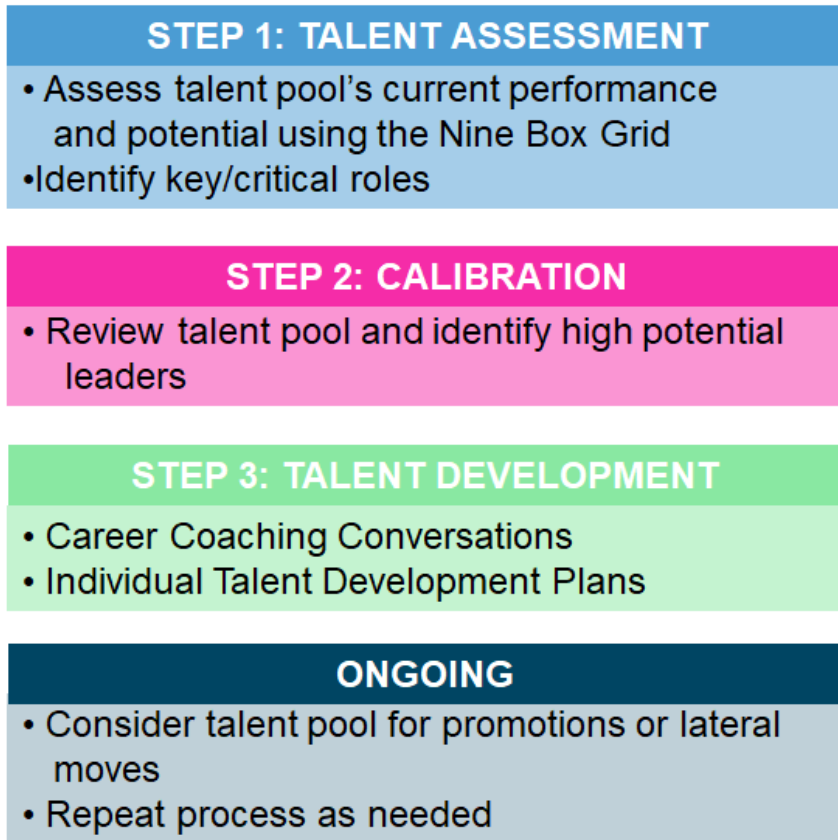 STEP 1: TALENT ASSESSMENT
• Assess talent pool’s current performance
and potential using the Nine Box Grid
•Identify key/critical roles
STEP 2: CALIBRATION
• Review talent pool and identify high potential
leaders
STEP 3: TALENT DEVELOPMENT
• Career Coaching Conversations
• Individual Talent Development Plans
ONGOING
• Consider talent pool for promotions or lateral
moves
• Repeat process as needed